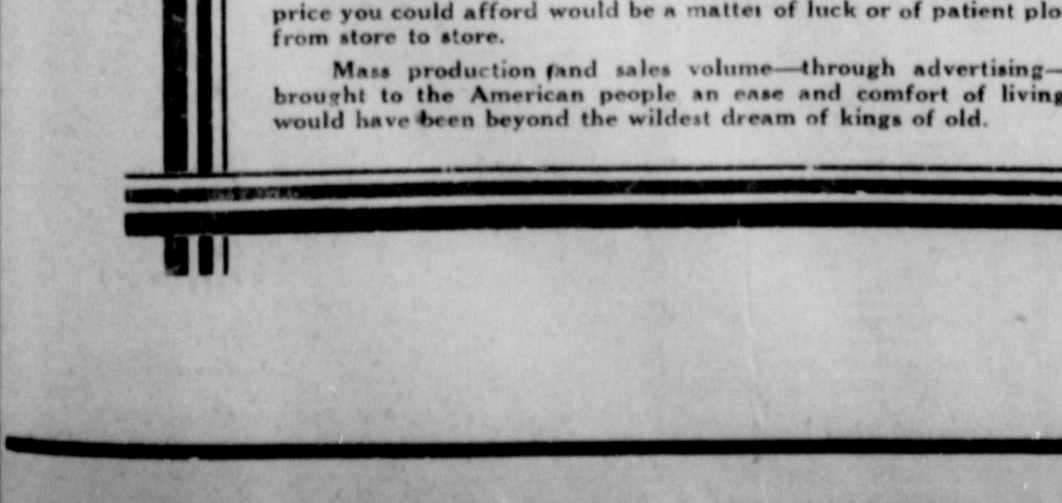 price you could afford would be a matter of luck or of patient plo
from store to store.
Mass production and sales volume—through advertising—
brought to the American people an ease and comfort of living
would have been beyond the wildest dream of kings of old.